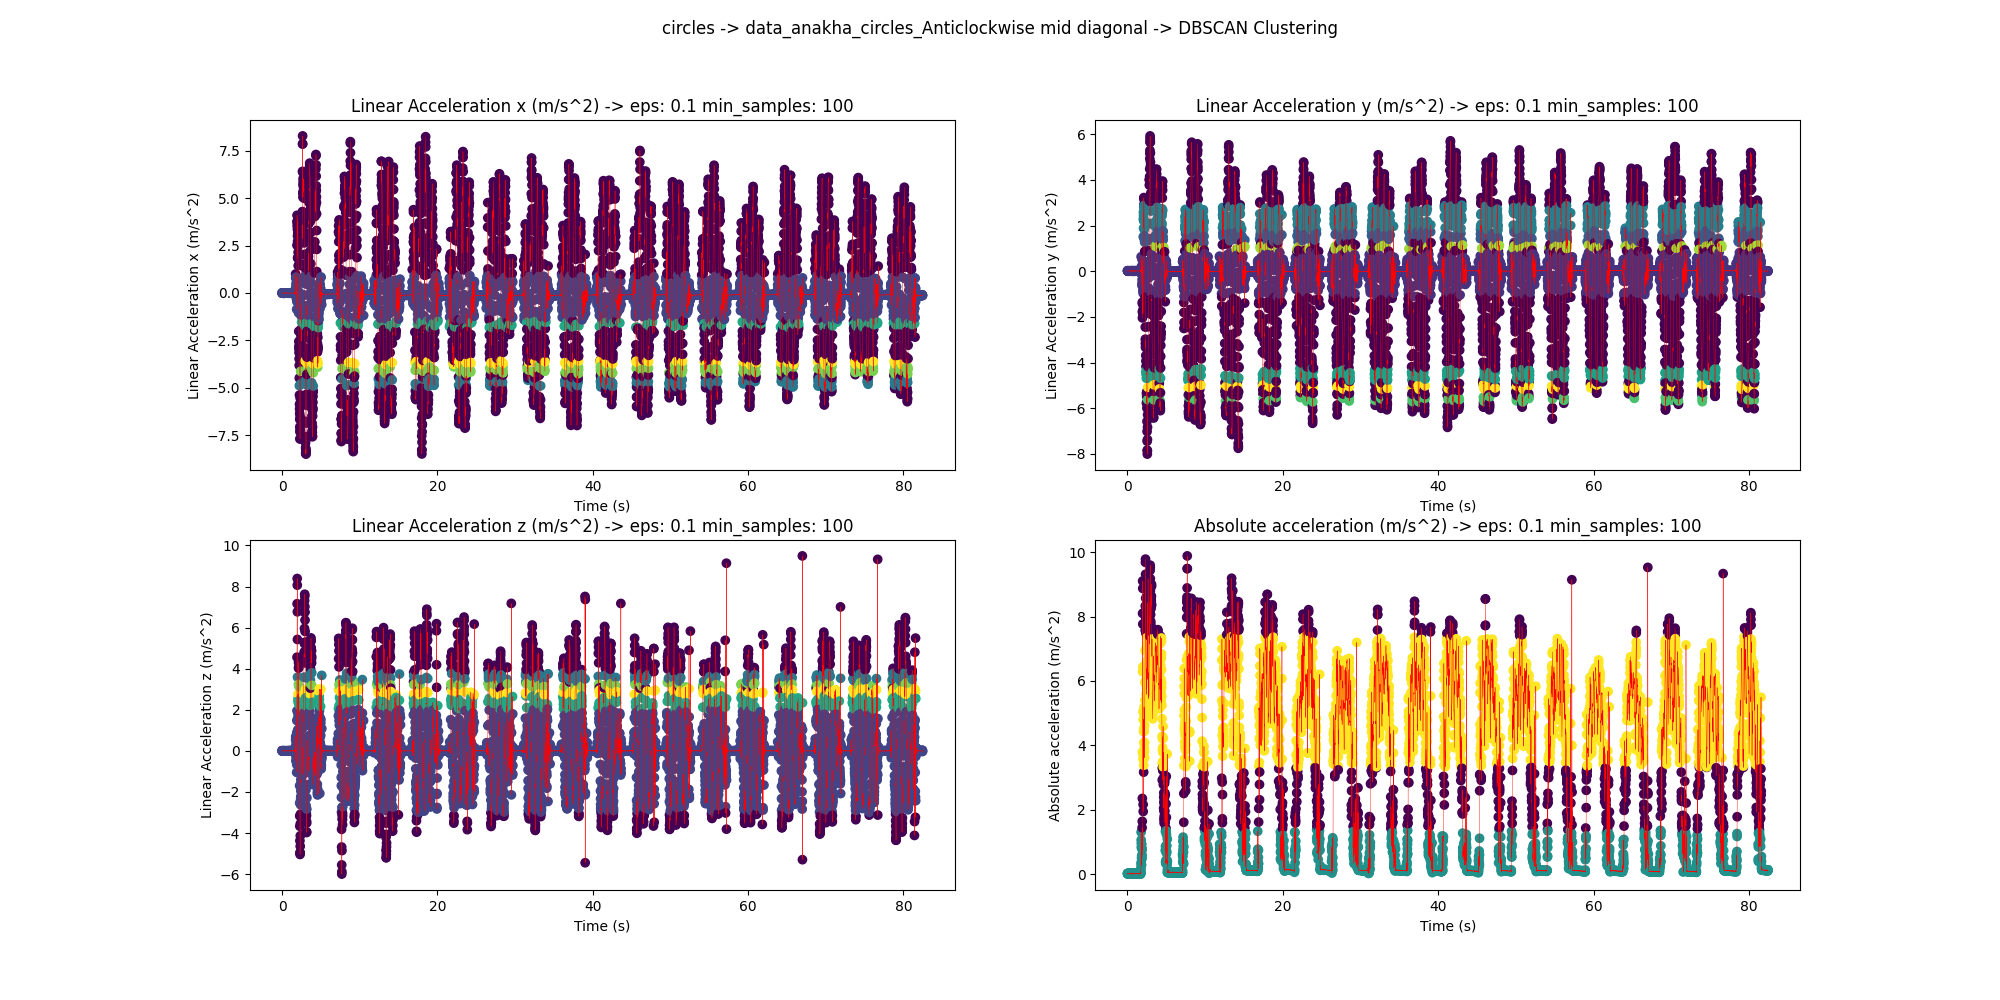 circles -> data_anakha_circles_Anticlockwise mid diagonal -> DBSCAN Clustering
Linear Acceleration x (m/s^2) -> eps: 0.1 min_samples: 100
Linear Acceleration x (m/s^2)
7.5
5.0
2.5
0.0
−2.5
−5.0
−7.5
0 20 40 60 80
Time (s)
Linear Acceleration y (m/s^2) -> eps: 0.1 min_samples: 100
Linear Acceleration y (m/s^2)
6
4
2
0
−2
−4
−6
−8
0 20 40 60 80
Time (s)
Linear Acceleration z (m/s^2) -> eps: 0.1 min_samples: 100
Linear Acceleration z (m/s^2)
10
8
6
4
2
0
−2
−4
−6
0 20 40 60 80
Time (s)
Absolute acceleration (m/s^2) -> eps: 0.1 min_samples: 100
Absolute acceleration (m/s^2)
10
8
6
4
2
0
0 20 40 60 80
Time (s)